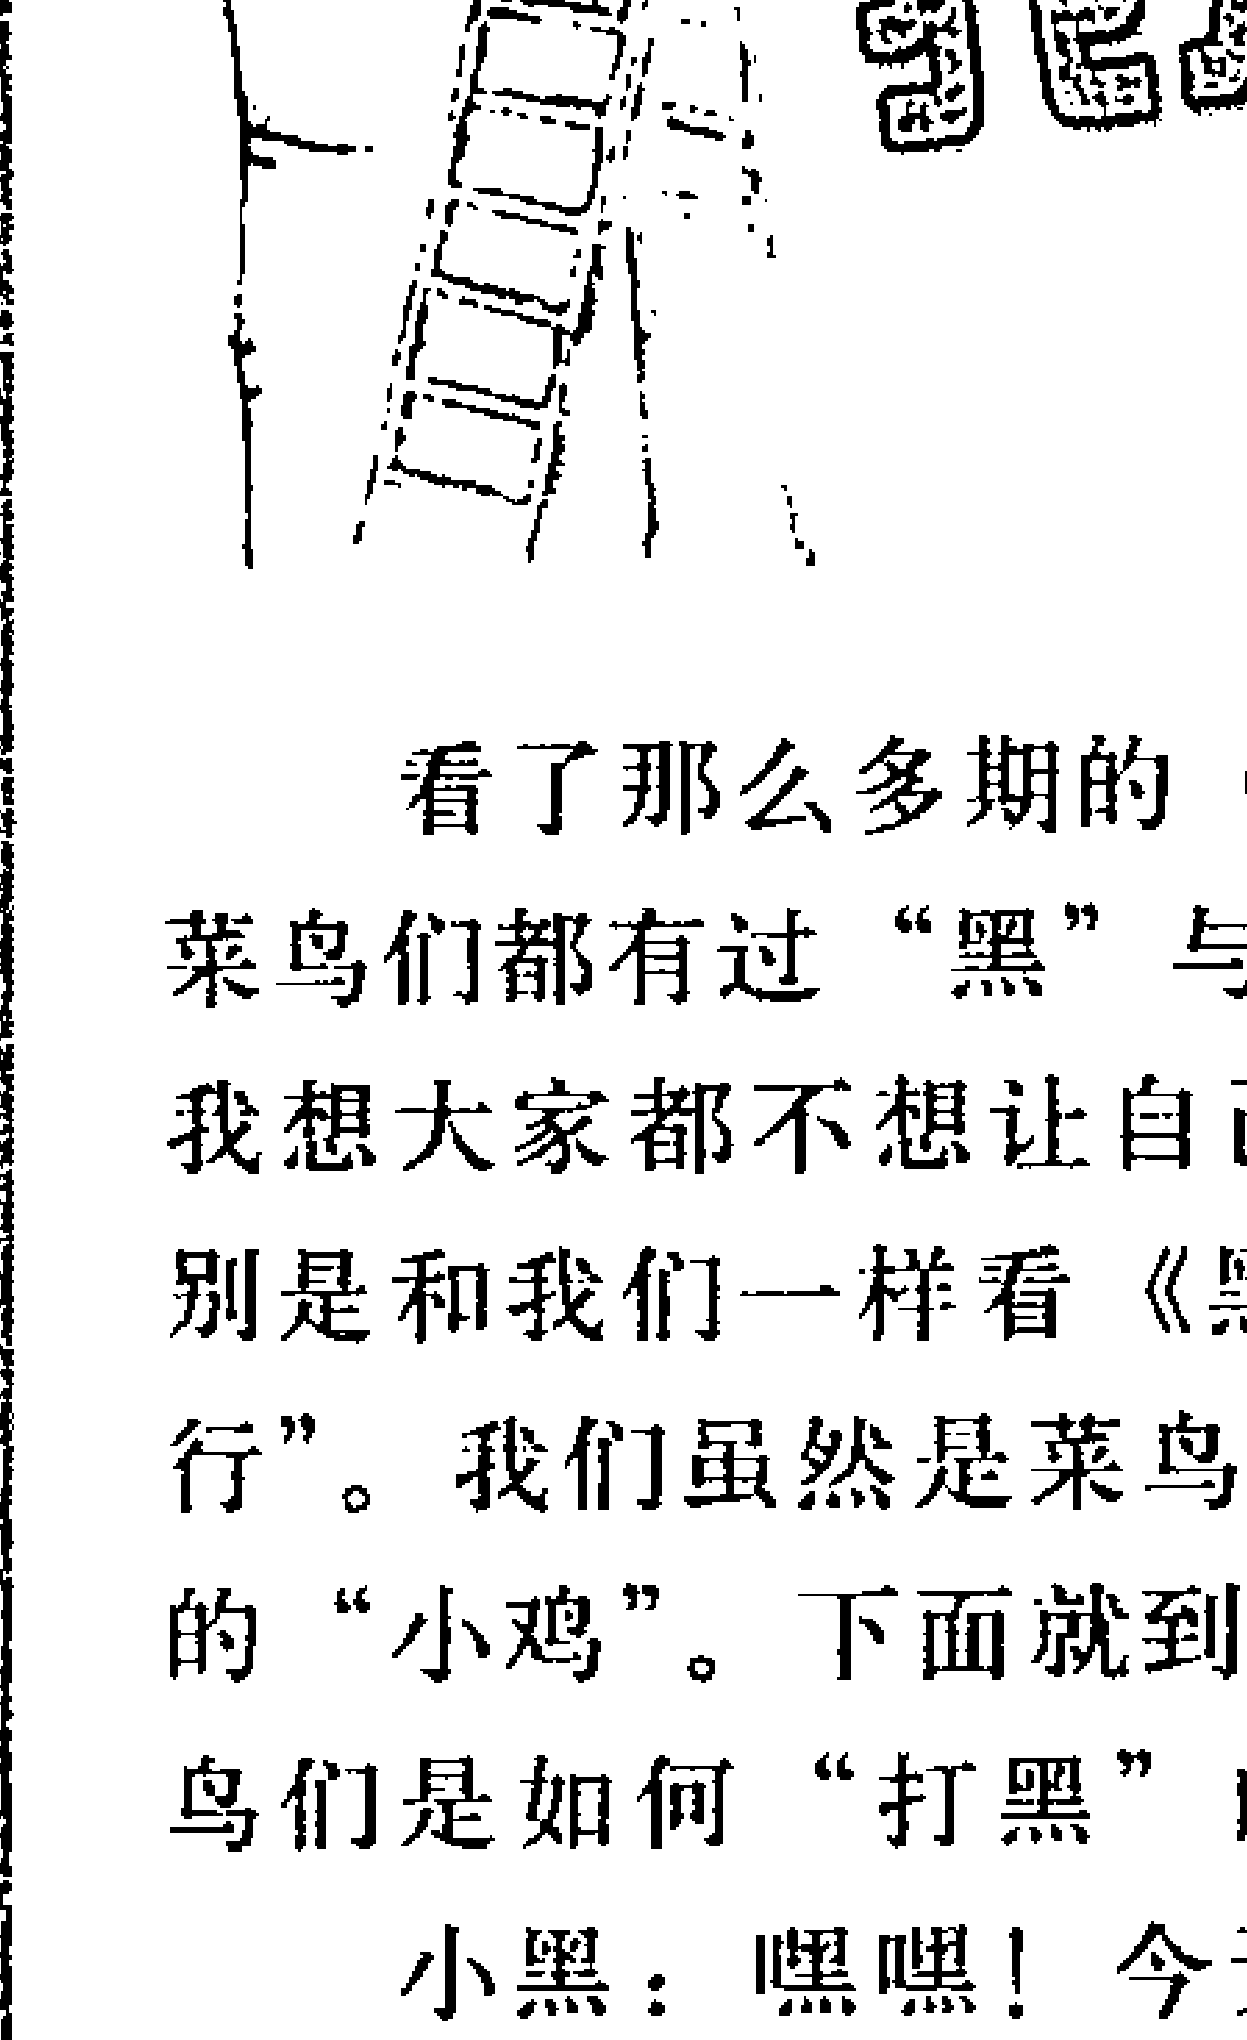 看了那么多期的
菜鸟们都有过“黑”与
我想大家都不想让自己
别是和我们一样看《黑
行”。我们虽然是菜鸟
的“小鸡”。下面就到
鸟们是如何“打黑”
小黑：嘿嘿！今